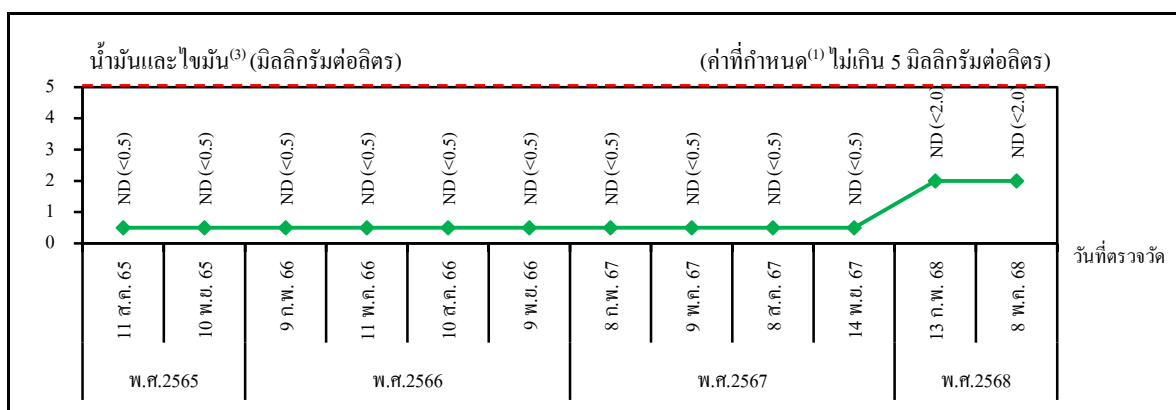 น้ำมันและไขมัน(3) (มิลลิกรัมต่อลิตร) (ค่าที่กำหนด(1) ไม่เกิน 5 มิลลิกรัมต่อลิตร)
5
4
3
2
1
0
ND (<0.5)
ND (<0.5)
ND (<0.5)
ND (<0.5)
ND (<0.5)
ND (<0.5)
ND (<0.5)
ND (<0.5)
ND (<0.5)
ND (<0.5)
ND (<2.0)
ND (<2.0)
วันที่ตรวจวัด
11 ส.ค. 65
10 พ.ย. 65
9 ก.พ. 66
11 พ.ค. 66
10 ส.ค. 66
9 พ.ย. 66
8 ก.พ. 67
9 พ.ค. 67
8 ส.ค. 67
14 พ.ย. 67
13 ก.พ. 68
8 พ.ค. 68
พ.ศ.2565 พ.ศ.2566 พ.ศ.2567 พ.ศ.2568